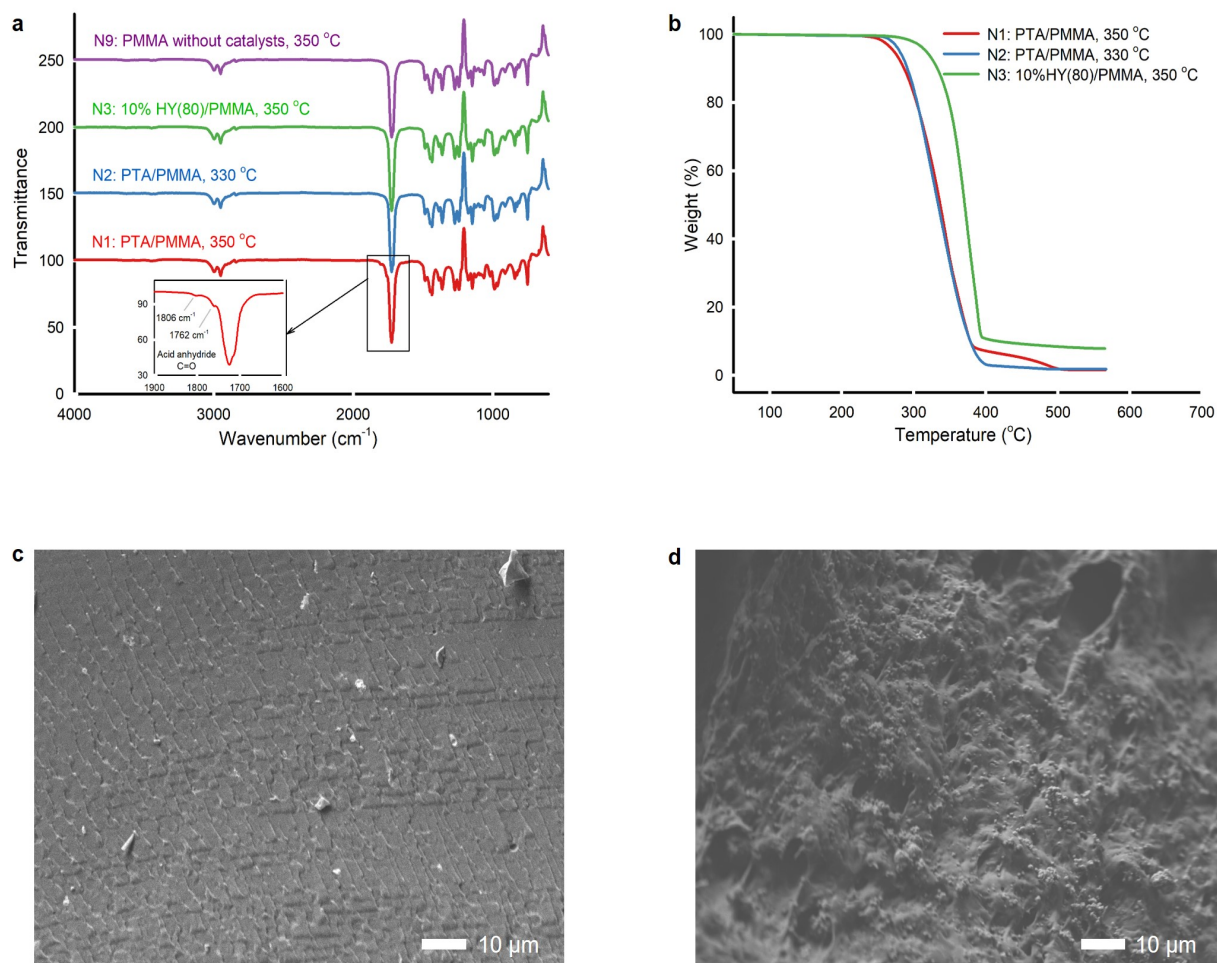 a
N9: PMMA without catalysts, 350 °C
N3: 10% HY(80)/PMMA, 350 °C
N2: PTA/PMMA, 330 °C
N1: PTA/PMMA, 350 °C
Transmittance
250
200
150
100
50
0
4000 3000 2000 1000
Wavenumber (cm⁻¹)
90
60
30
1806 cm⁻¹
1762 cm⁻¹
Acid anhydride
C=O
1900 1800 1700 1600
b
N1: PTA/PMMA, 350 °C
N2: PTA/PMMA, 330 °C
N3: 10%HY(80)/PMMA, 350 °C
Weight (%)
100
80
60
40
20
0
100 200 300 400 500 600 700
Temperature (°C)
c
10 µm
d
10 µm